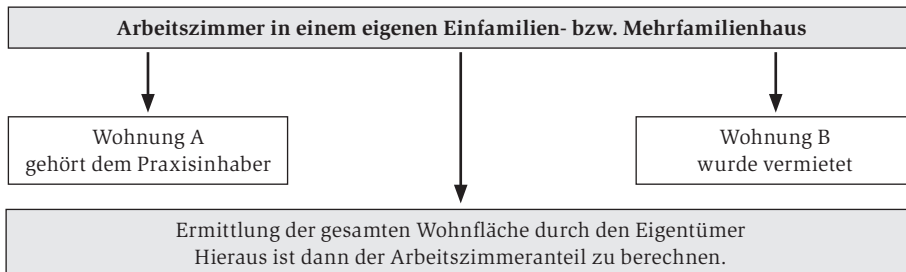 Arbeitszimmer in einem eigenen Einfamilien- bzw. Mehrfamilienhaus
Wohnung A
gehört dem Praxisinhaber
Wohnung B
wurde vermietet
Ermittlung der gesamten Wohnfläche durch den Eigentümer
Hieraus ist dann der Arbeitszimmeranteil zu berechnen.